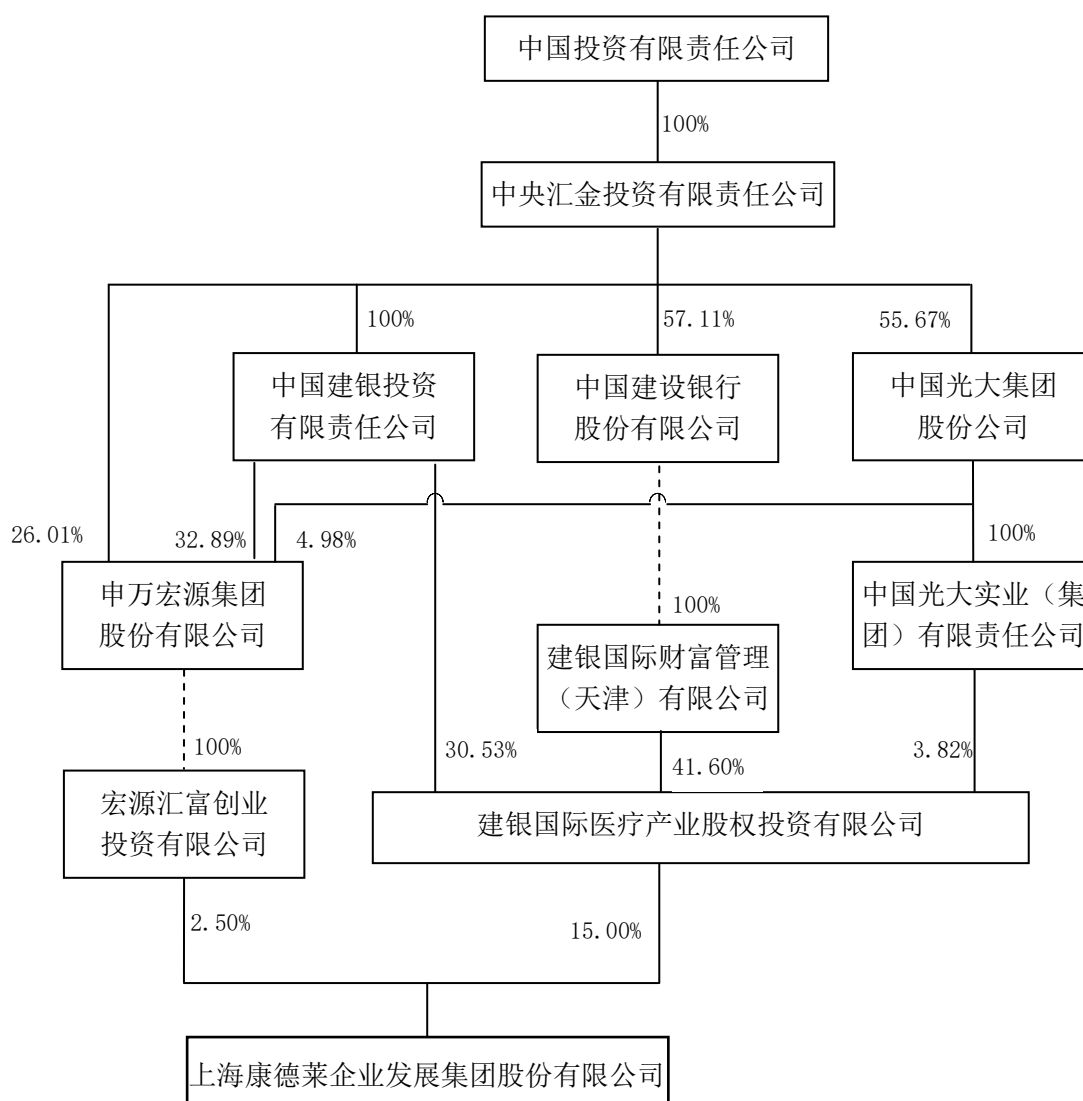 中国投资有限责任公司
100%
中央汇金投资有限责任公司
100%
57.11%
55.67%
中国建银投资
有限责任公司
中国建设银行
股份有限公司
中国光大集团
股份公司
26.01%
32.89%
4.98%
100%
申万宏源集团
股份有限公司
100%
建银国际财富管理
（天津）有限公司
中国光大实业（集
团）有限责任公司
100%
30.53%
41.60%
3.82%
宏源汇富创业
投资有限公司
建银国际医疗产业股权投资有限公司
2.50%
15.00%
上海康德莱企业发展集团股份有限公司